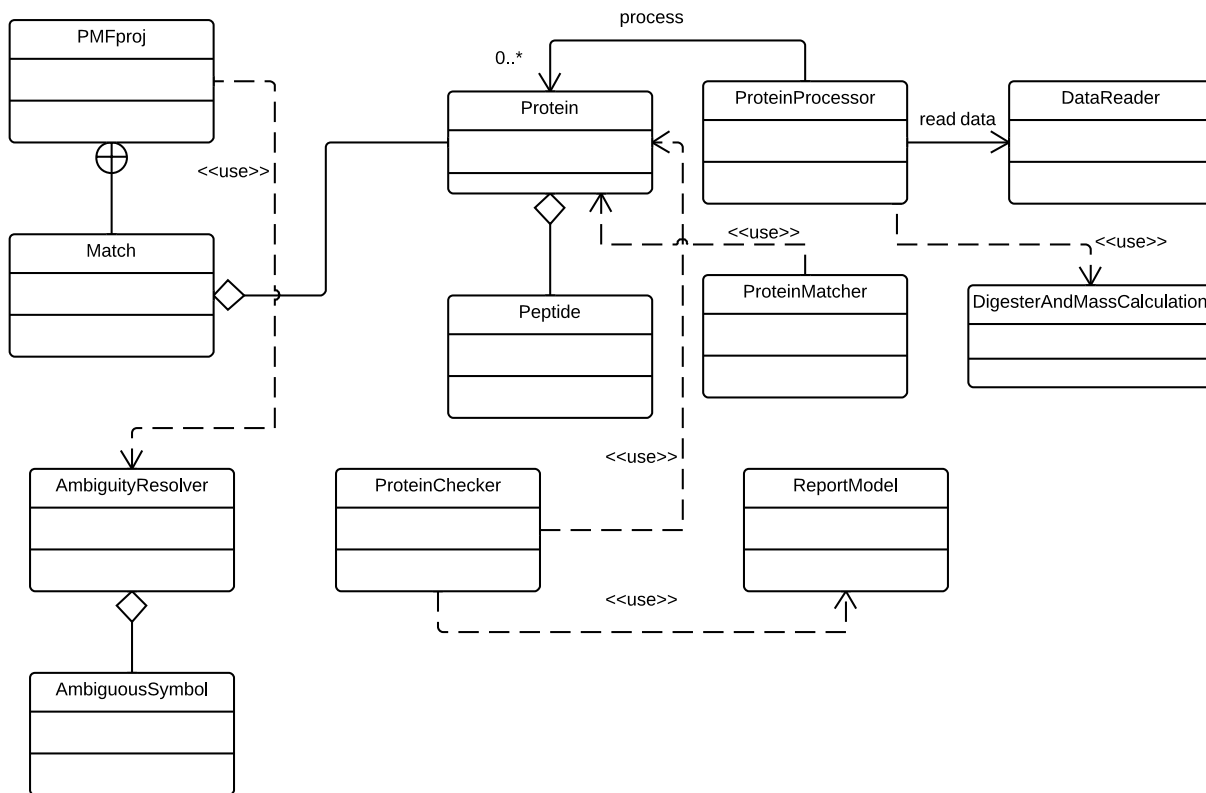 process
PMFproj
0..*
Protein
ProteinProcessor
DataReader
read data
<<use>>
Match
<<use>>
<<use>>
Peptide
ProteinMatcher
DigesterAndMassCalculation
<<use>>
AmbiguityResolver
ProteinChecker
ReportModel
<<use>>
AmbiguousSymbol